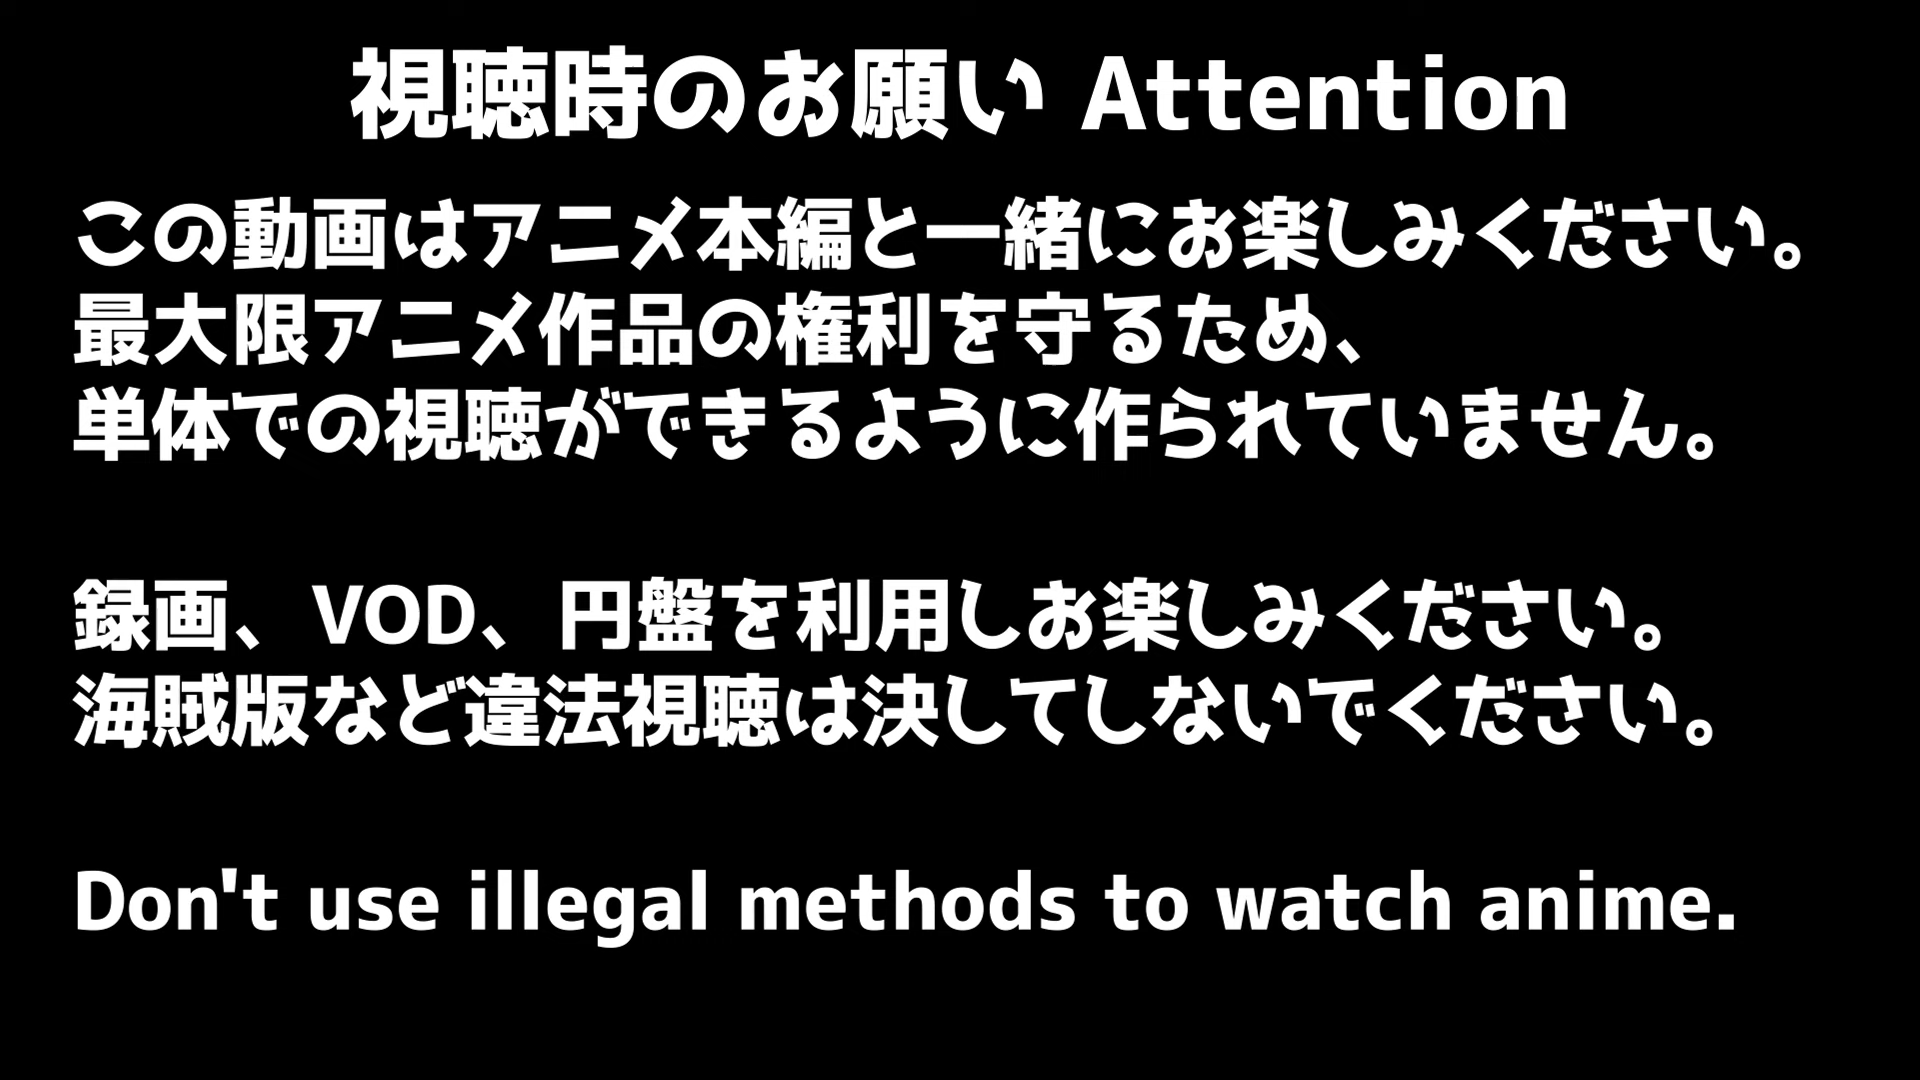 視聴時のお願い Attention
この動画はアニメ本編と一緒にお楽しみください。
最大限アニメ作品の権利を守るため、
単体での視聴ができるように作られていません。
録画、VOD、円盤を利用しお楽しみください。
海賊版など違法視聴は決してしないでください。
Don't use illegal methods to watch anime.